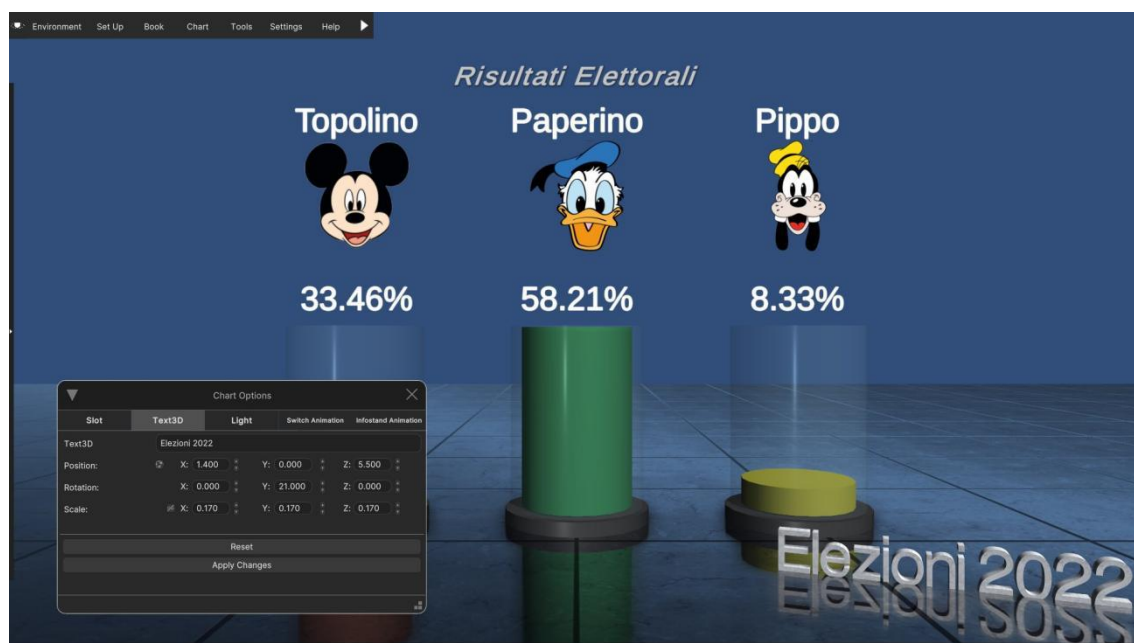 Environment Set Up Book Chart Tools Settings Help
Risultati Elettorali
Topolino Paperino Pippo
33.46% 58.21% 8.33%
Chart Options
Slot Text3D Light Switch Animation Infostand Animation
Text3D Elezioni 2022
Position: X: 1.400 Y: 0.000 Z: 5.500
Rotation: X: 0.000 Y: 21.000 Z: 0.000
Scale: X: 0.170 Y: 0.170 Z: 0.170
Reset
Apply Changes
Elezioni 2022